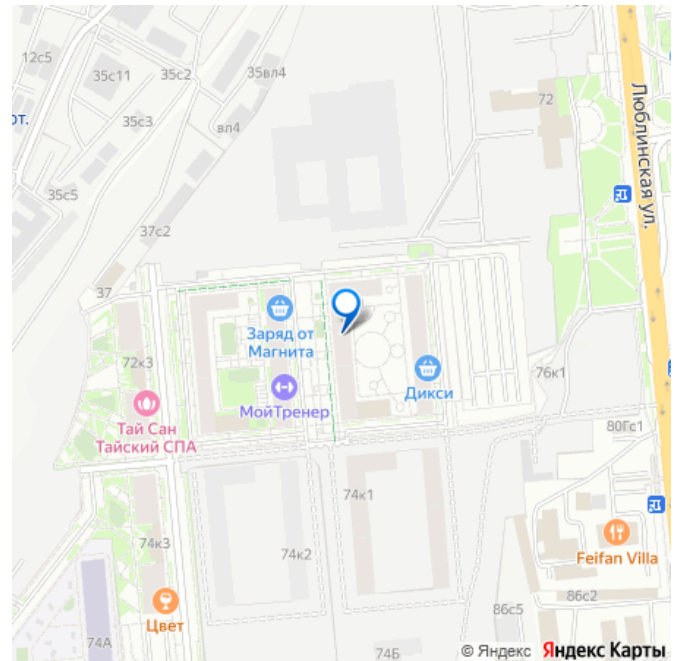 12с5
35с11
35с2
35вл4
72
от.
35с3
вл4
Люблинская ул.
35с5
37с2
37
Заряд от
Магнита
72к3
МойТренер
Дикси
76к1
Тай Сан
Тайский СПА
80Гс1
74к1
74к3
74к2
Feifan Villa
86с2
86с5
Цвет
74А
74Б
© Яндекс Яндекс Карты